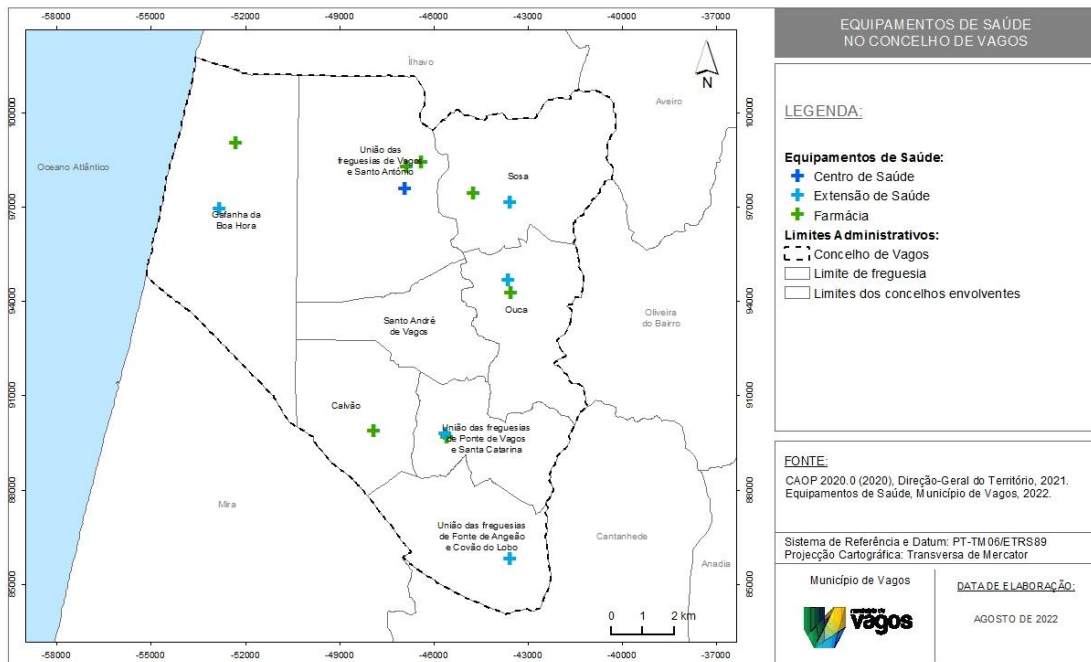 -58000 -55000 -52000 -49000 -46000 -43000 -40000 -37000
EQUIPAMENTOS DE SAÚDE
NO CONCELHO DE VAGOS
Ílhavo
N
Aveiro
100000
100000
Oceano Atlântico
União das
freguesias de Vagos
e Santo António
Sosa
97000
97000
Gafanha da
Boa Hora
94000
94000
Ouca
Santo André
de Vagos
Oliveira
do Bairro
91000
91000
Calvão
União das freguesias
de Ponte de Vagos
e Santa Catarina
88000
88000
Mira
União das freguesias
de Fonte de Angeão
e Covão do Lobo
Cantanhede
Anadia
85000
85000
0 1 2 km
-58000 -55000 -52000 -49000 -46000 -43000 -40000 -37000
LEGENDA:
Equipamentos de Saúde:
Centro de Saúde
Extensão de Saúde
Farmácia
Limites Administrativos:
Concelho de Vagos
Limite de freguesia
Limites dos concelhos envolventes
FONTE:
CAOP 2020.0 (2020), Direção-Geral do Território, 2021.
Equipamentos de Saúde, Município de Vagos, 2022.
Sistema de Referência e Datum: PT-TM06/ETRS89
Projecção Cartográfica: Transversa de Mercator
Município de Vagos
município de
vagos
DATA DE ELABORAÇÃO:
AGOSTO DE 2022